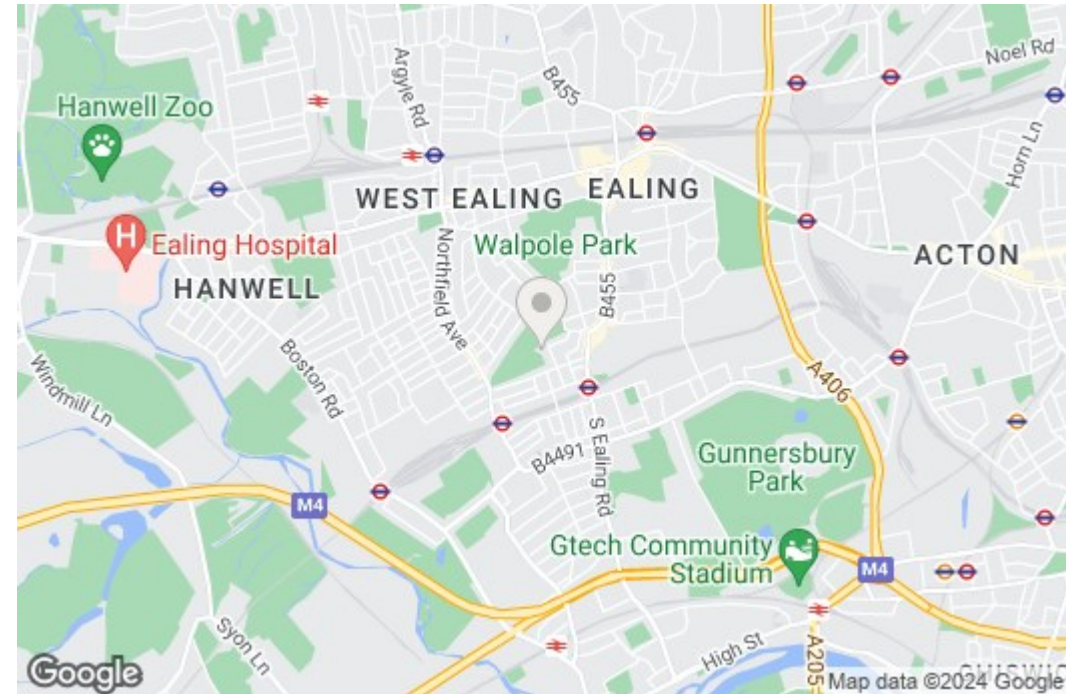 Noel Rd
Argyle Rd
B455
Hanwell Zoo
Horn Ln
WEST EALING
EALING
H
Ealing Hospital
Walpole Park
ACTON
HANWELL
Northfield Ave
B455
Boston Rd
Windmill Ln
A406
S Ealing Rd
B4491
Gunnersbury
Park
M4
Gtech Community
Stadium
M4
Syon Ln
High St
A205
Google
Map data ©2024 Google